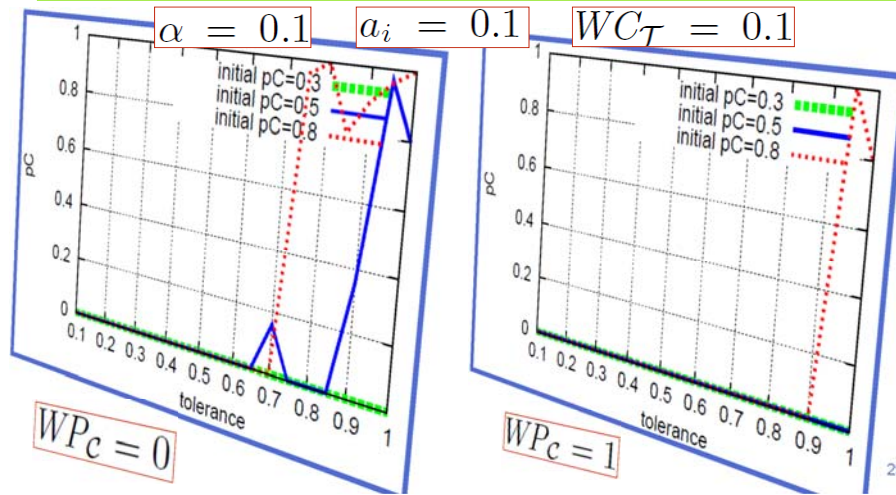 α = 0.1
a_i = 0.1
WC_𝒯 = 0.1
1
0.8
0.6
0.4
0.2
0
pC
initial pC=0.3
initial pC=0.5
initial pC=0.8
0.1 0.2 0.3 0.4 0.5 0.6 0.7 0.8 0.9 1
tolerance
WP_C = 0
1
0.8
0.6
0.4
0.2
0
pC
initial pC=0.3
initial pC=0.5
initial pC=0.8
0.1 0.2 0.3 0.4 0.5 0.6 0.7 0.8 0.9 1
tolerance
WP_C = 1